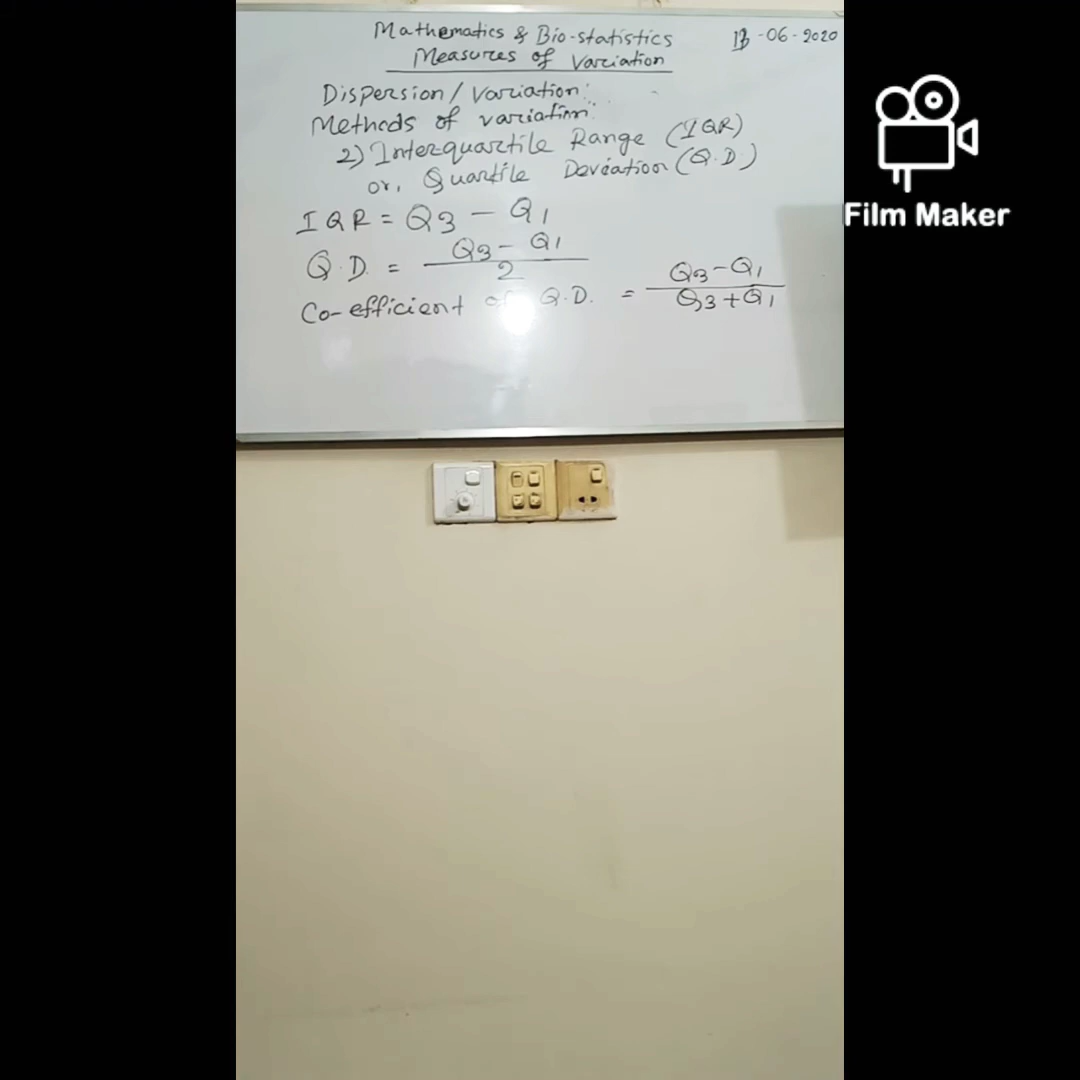 Mathematics & Bio-statistics 13-06-2020
Measures of Variation
Dispersion/Variation:
Methods of variation:
2) Interquartile Range (IQR)
or, Quartile Deviation (Q.D)
IQR = Q3 - Q1
Q.D. = Q3 - Q1 / 2
Co-efficient of Q.D. = Q3-Q1 / Q3+Q1
Film Maker